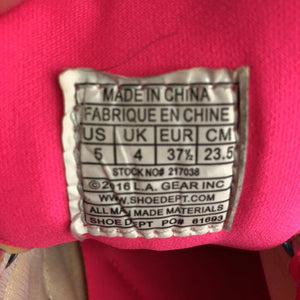 MADE IN CHINA
FABRIQUE EN CHINE
US UK EUR CM
5 4 37½ 23.5
STOCK NO# 217038
©2016 L.A. GEAR INC
WWW.SHOEDEPT.COM
ALL MAN MADE MATERIALS
SHOE DEPT PO# 61693